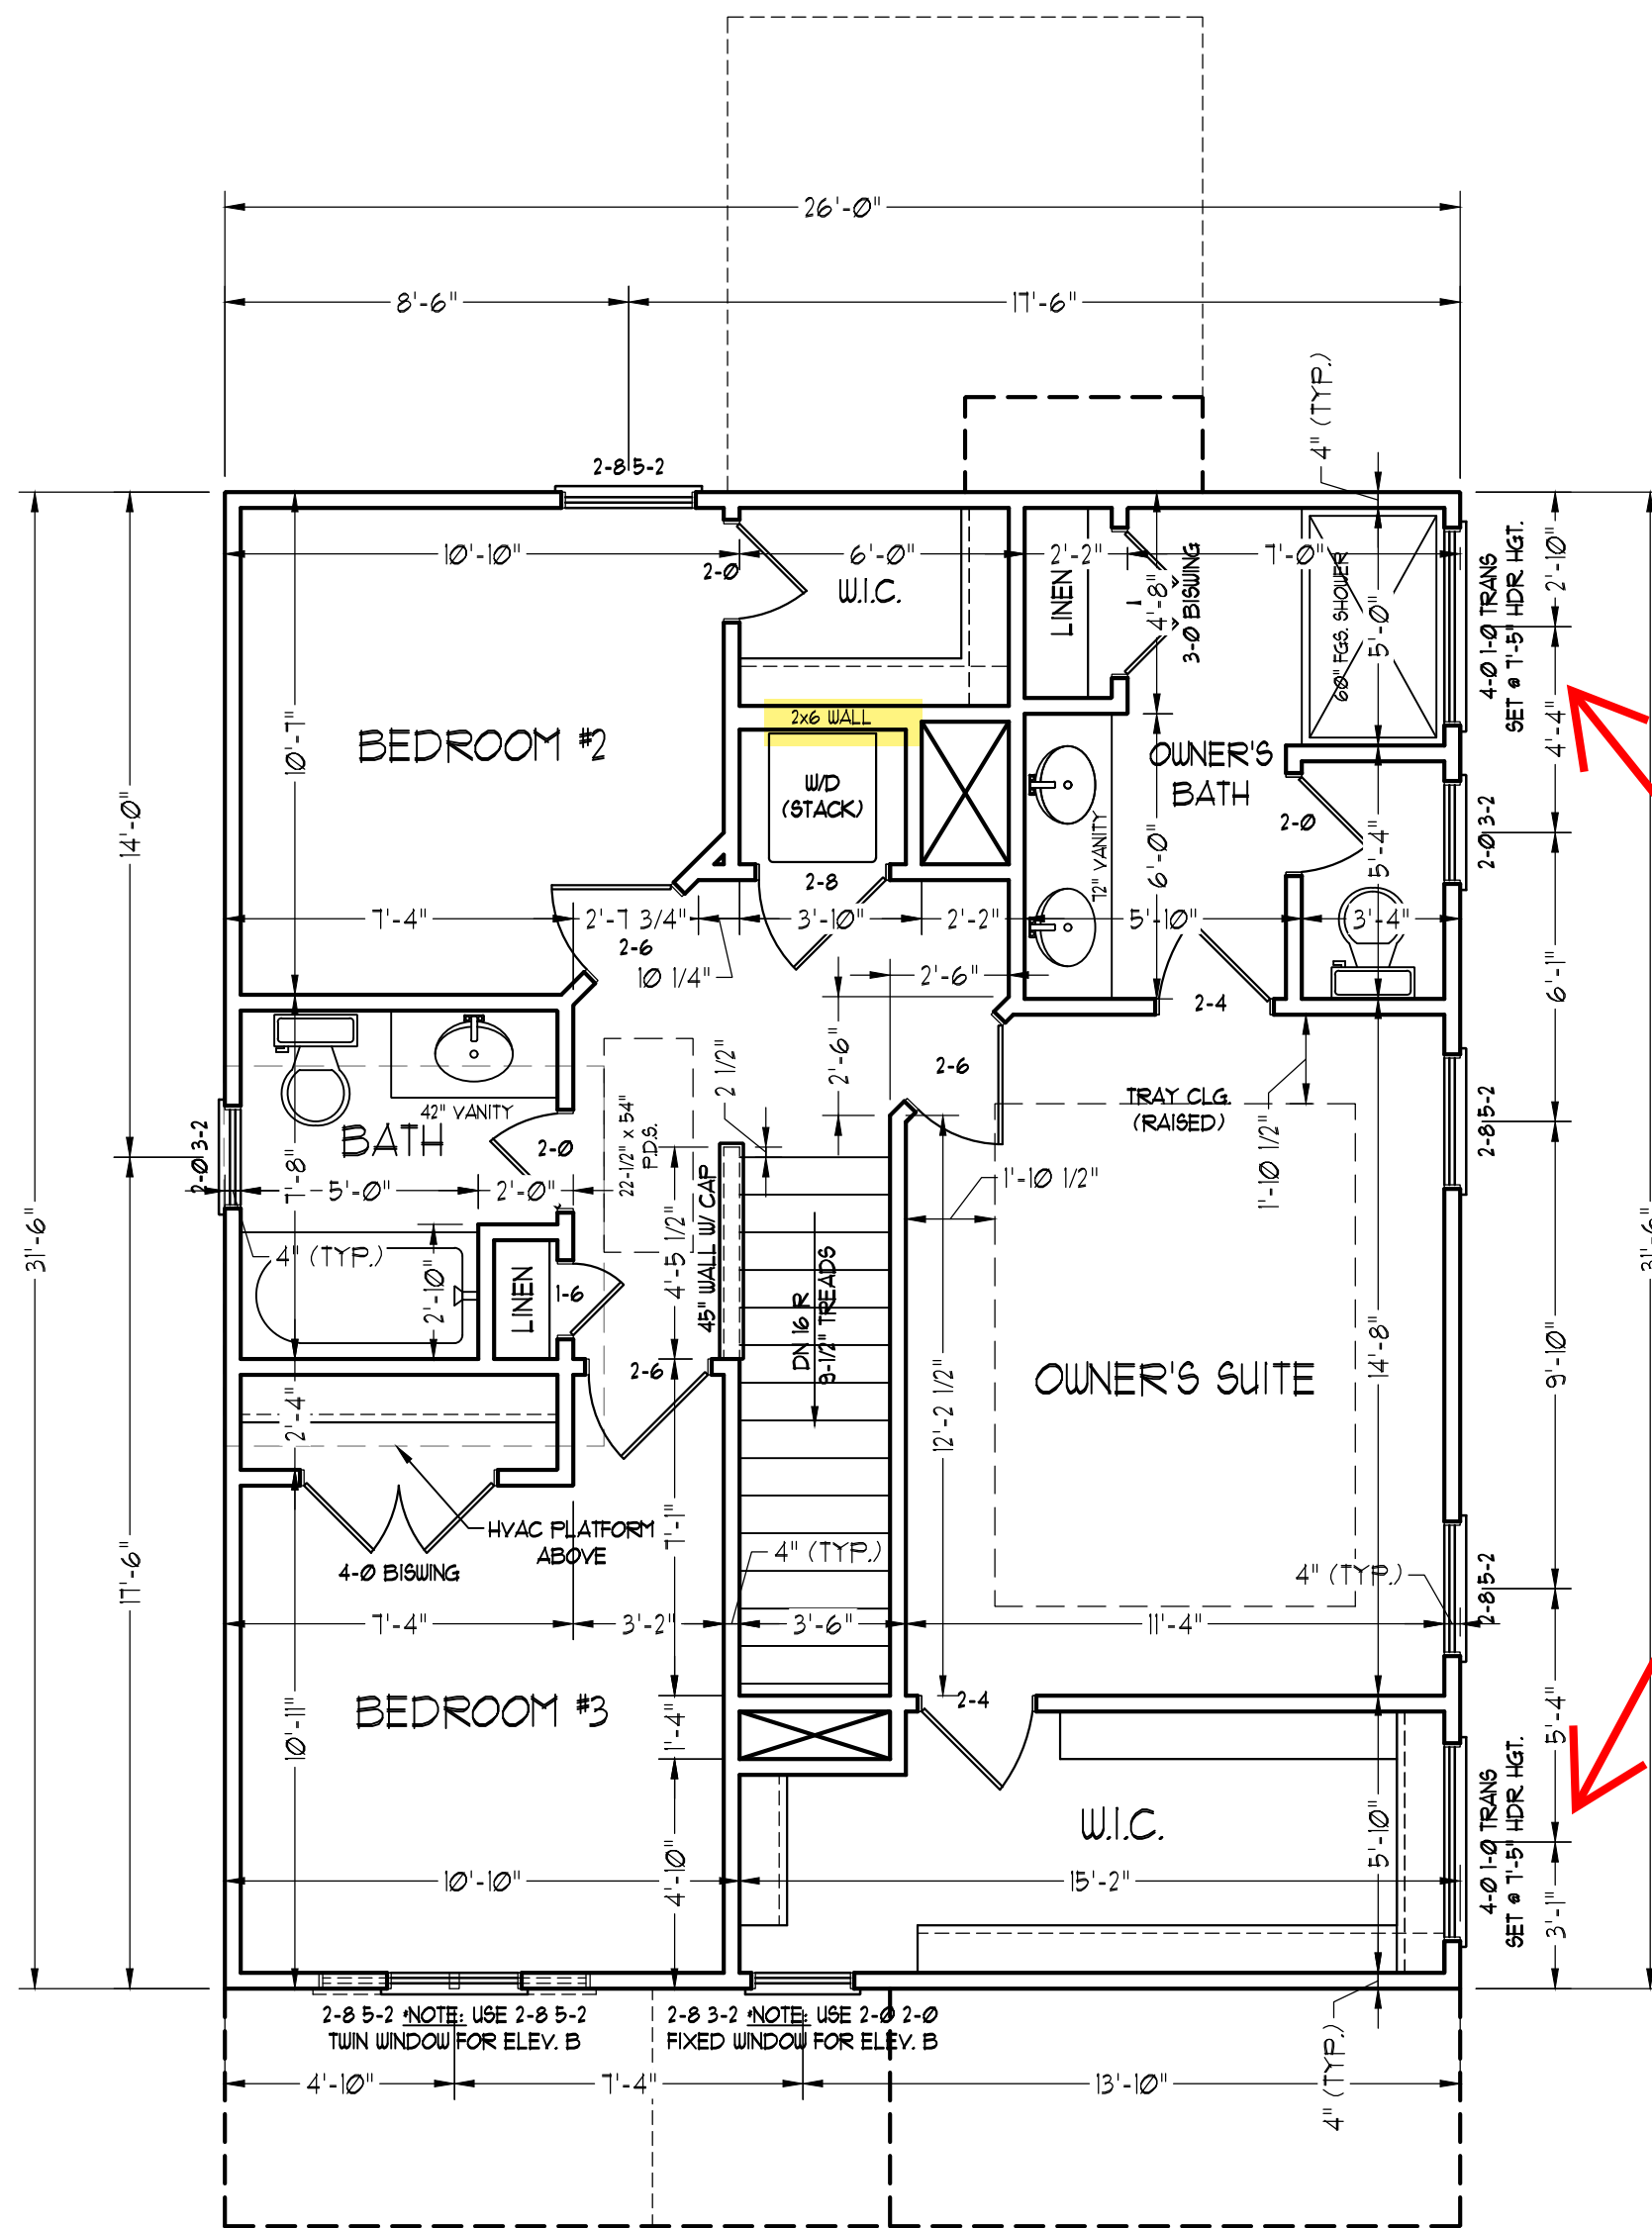 26'-0"
8'-6"
17'-6"
4" (TYP.)
2-8 5-2
10'-10"
2-0
6'-0"
W.I.C.
2'-2"
LINEN
4'-8"
3-0 BISWING
7'-0"
60" FGS. SHOWER
5'-0"
4-0 1-0 TRANS
SET @ 7'-5" HDR HGT.
2'-10"
4'-4"
10'-7"
BEDROOM #2
2x6 WALL
W/D
(STACK)
2-8
OWNER'S
BATH
72" VANITY
6'-0"
2-0
5'-4"
2-0 3-2
14'-0"
7'-4"
2'-7 3/4"
2-6
10 1/4"
3'-10"
2'-2"
5'-10"
3'-4"
2'-6"
2-4
6'-1"
2'-6"
2-6
42" VANITY
BATH
2-0
2-0 3-2
7'-8"
5'-0"
2'-0"
22-1/2" x 54"
P.D.S.
2 1/2"
TRAY CLG.
(RAISED)
1'-10 1/2"
1'-10 1/2"
2-8 5-2
31'-6"
31'-6"
4" (TYP.)
2'-10"
LINEN
1-6
4'-5 1/2"
45" WALL W/ CAP
DN 16 R
9-1/2" TREADS
2-6
12'-2 1/2"
OWNER'S SUITE
14'-8"
9'-10"
2'-4"
HVAC PLATFORM
ABOVE
4-0 BISWING
17'-6"
7'-1"
4" (TYP.)
4" (TYP.)
2-8 5-2
7'-4"
3'-2"
3'-6"
11'-4"
BEDROOM #3
10'-11"
1'-4"
2-4
5'-4"
W.I.C.
4'-10"
5'-10"
4-0 1-0 TRANS
SET @ 7'-5" HDR HGT.
10'-10"
15'-2"
3'-1"
2-8 5-2 *NOTE: USE 2-8 5-2
TWIN WINDOW FOR ELEV. B
2-8 3-2 *NOTE: USE 2-0 2-0
FIXED WINDOW FOR ELEV. B
4'-10"
7'-4"
13'-10"
4" (TYP.)